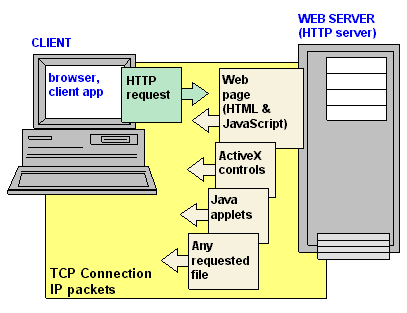 CLIENT
WEB SERVER
(HTTP server)
browser,
client app
HTTP
request
Web
page
(HTML &
JavaScript)
ActiveX
controls
Java
applets
Any
requested
file
TCP Connection
IP packets